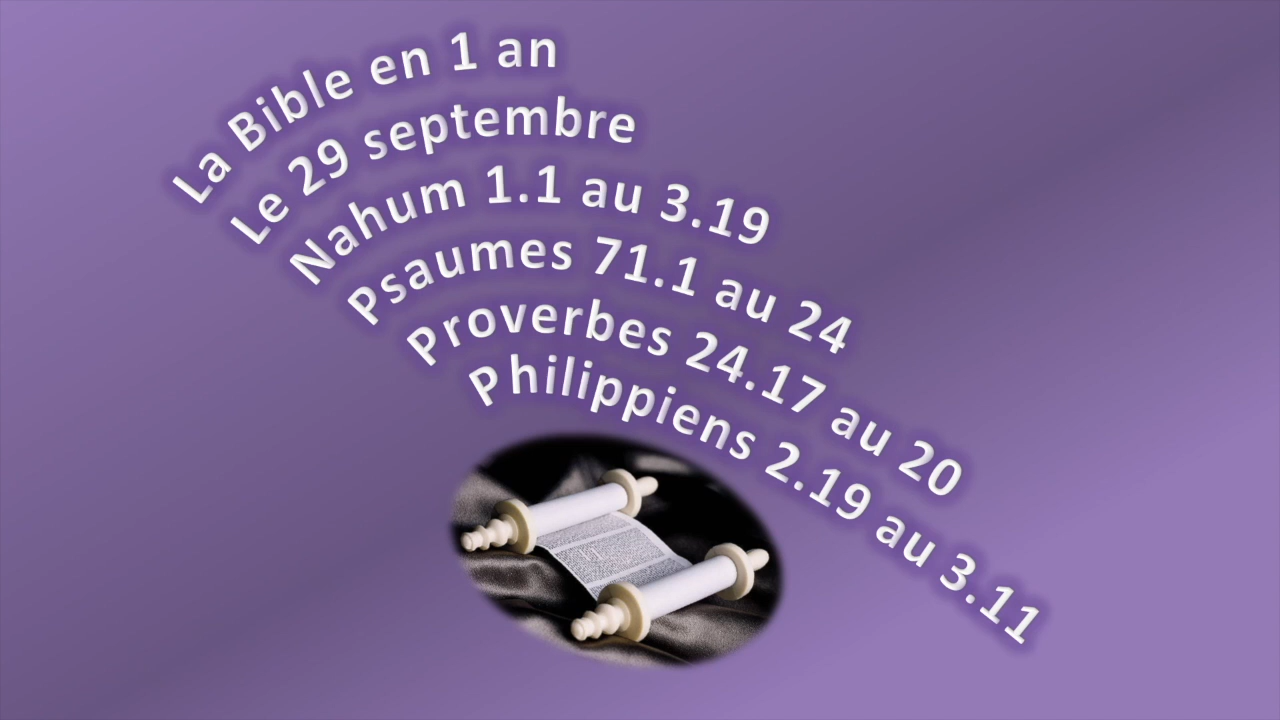 La Bible en 1 an
Le 29 septembre
Nahum 1.1 au 3.19
Psaumes 71.1 au 24
Proverbes 24.17 au 20
Philippiens 2.19 au 3.11